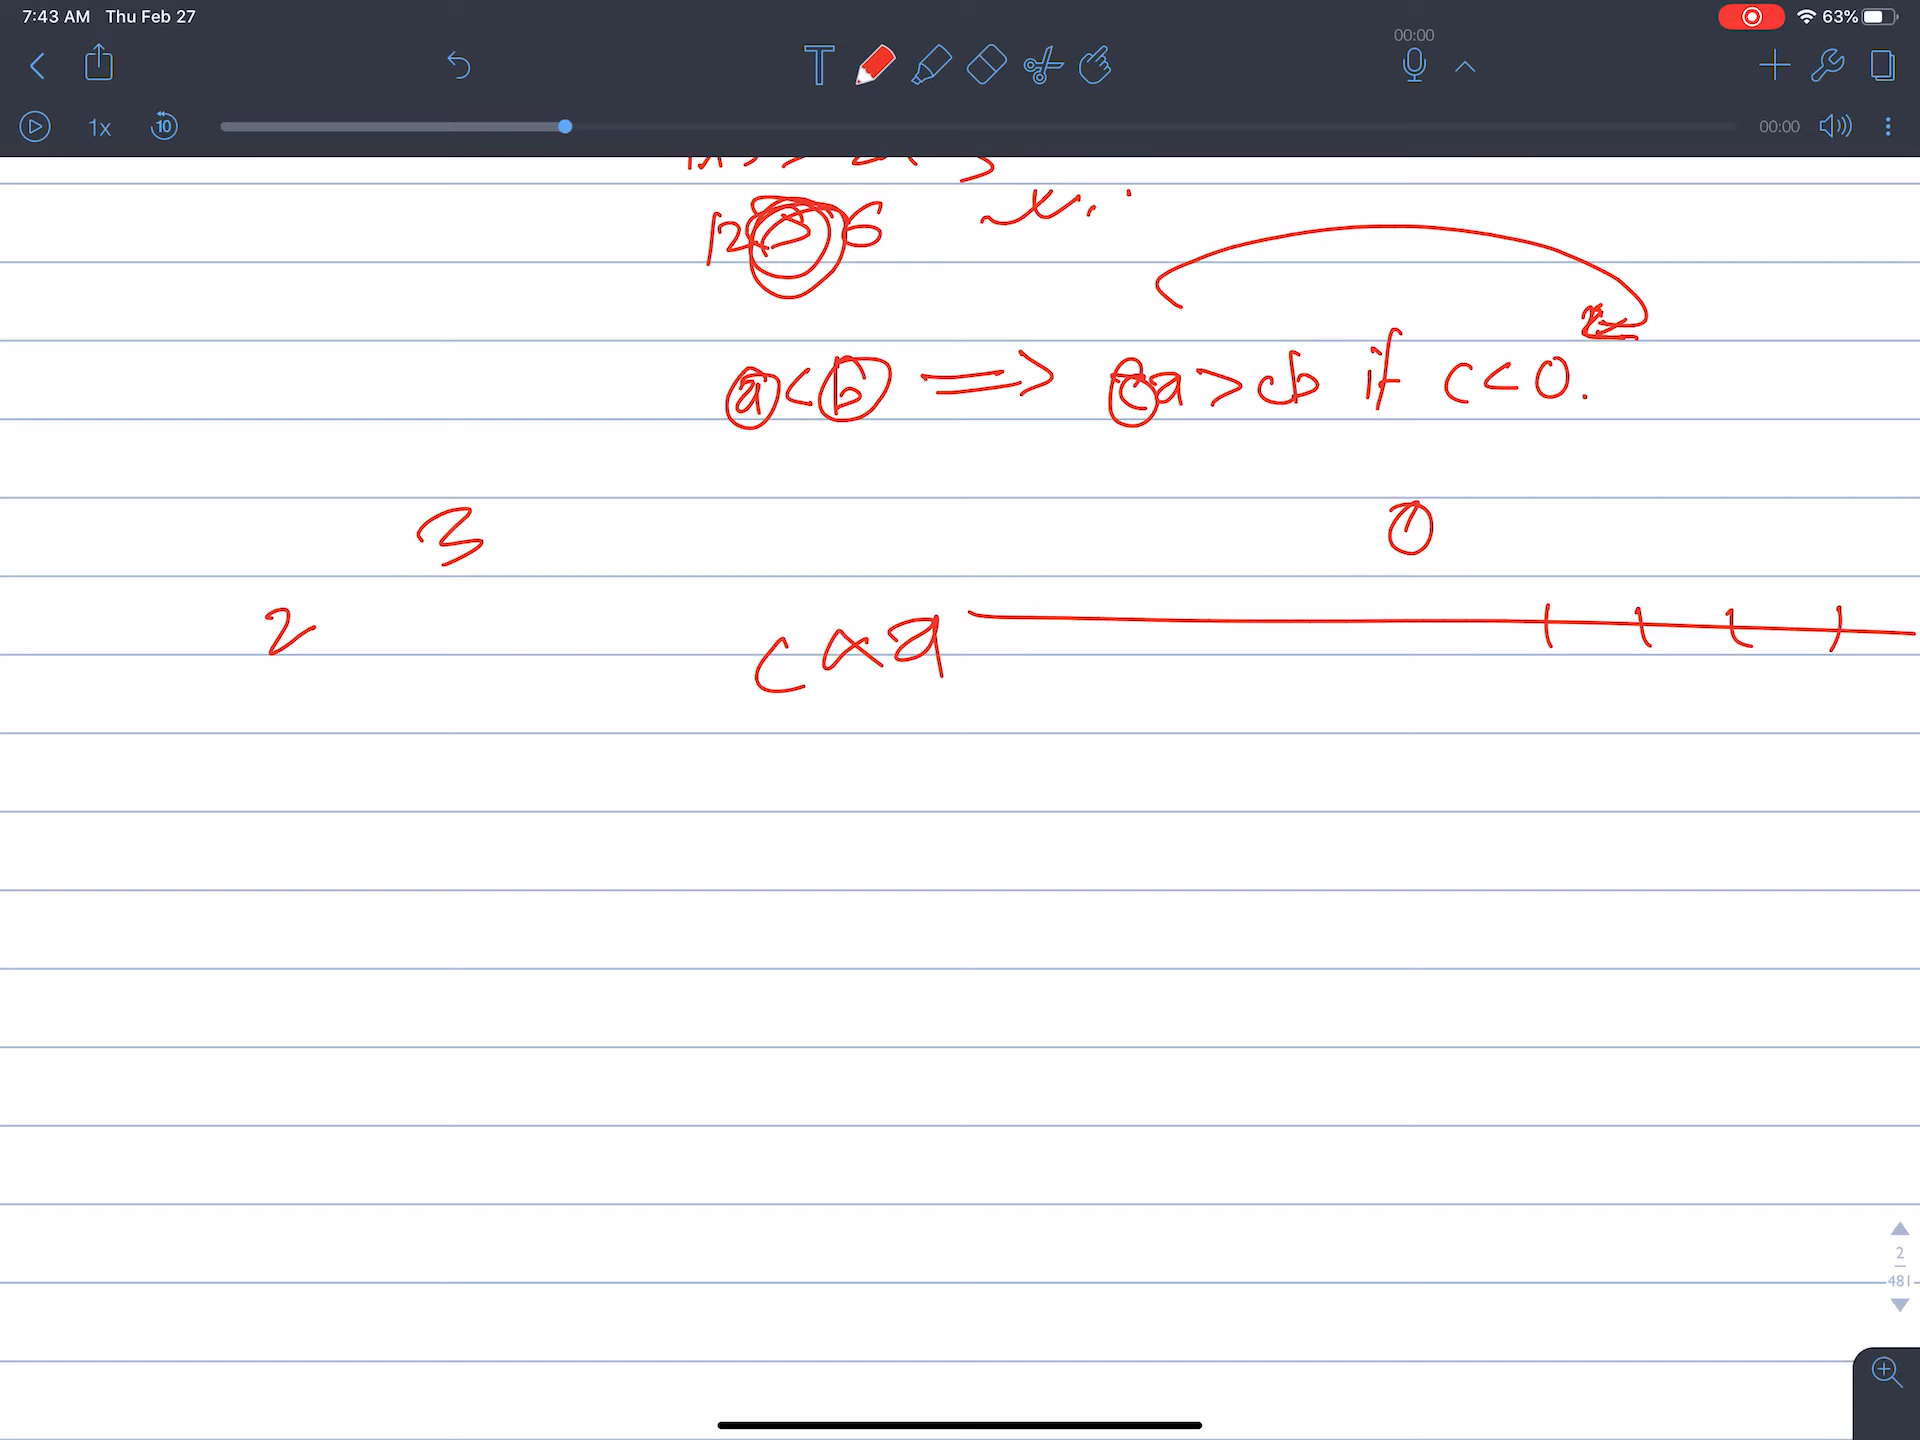 7:43 AM Thu Feb 27
63%
00:00
1x
10
00:00
12 6
a < b ⟹ ca > cb if c < 0.
3
0
2
c × a
2
481